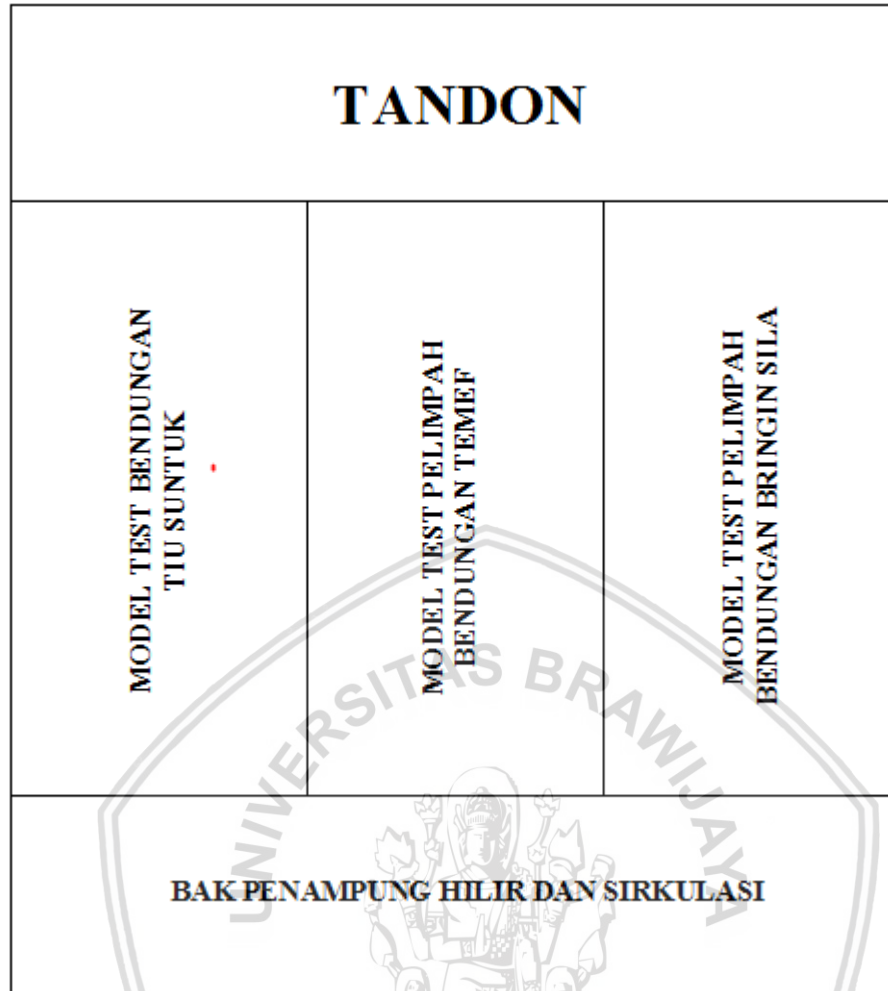 TANDON
MODEL TEST BENDUNGAN
TIU SUNTUK
MODEL TEST PELIMPAH
BENDUNGAN TEMEF
MODEL TEST PELIMPAH
BENDUNGAN BRINGIN SILA
UNIVERSITAS BRAWIJAYA
BAK PENAMPUNG HILIR DAN SIRKULASI